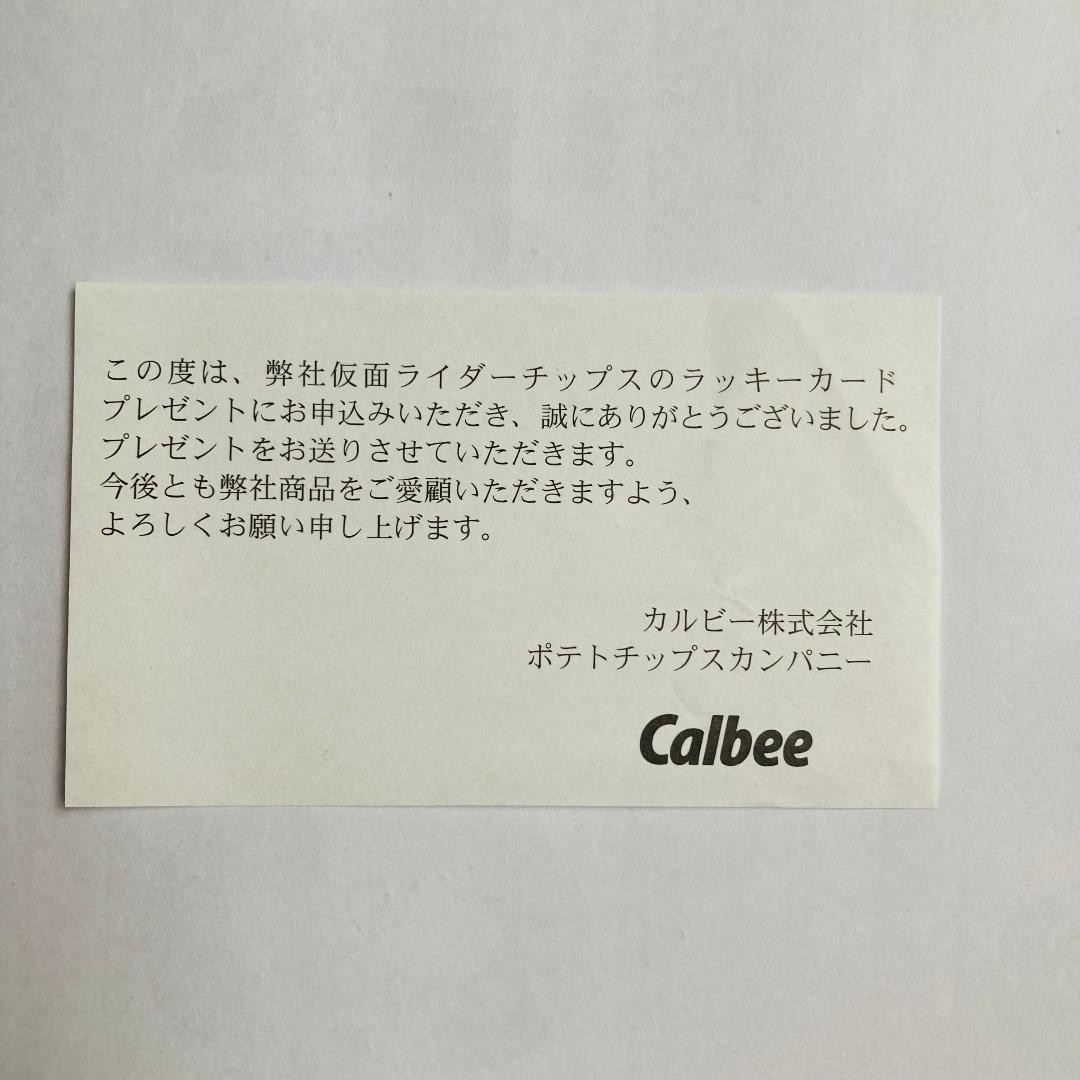 この度は、弊社仮面ライダーチップスのラッキーカード
プレゼントにお申込みいただき、誠にありがとうございました。
プレゼントをお送りさせていただきます。
今後とも弊社商品をご愛顧いただきますよう、
よろしくお願い申し上げます。
カルビー株式会社
ポテトチップスカンパニー
Calbee